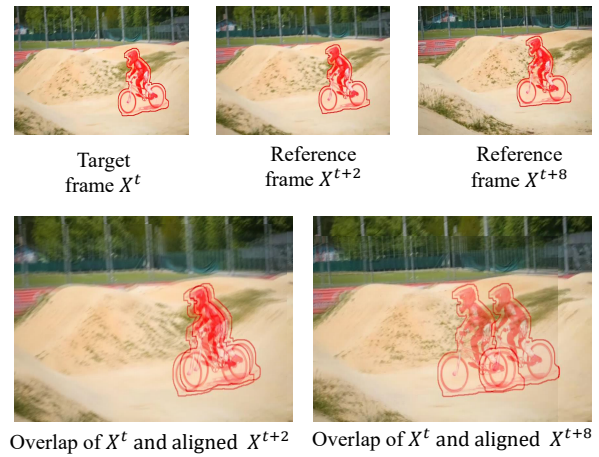 Target
frame X^t
Reference
frame X^{t+2}
Reference
frame X^{t+8}
Overlap of X^t and aligned X^{t+2}
Overlap of X^t and aligned X^{t+8}